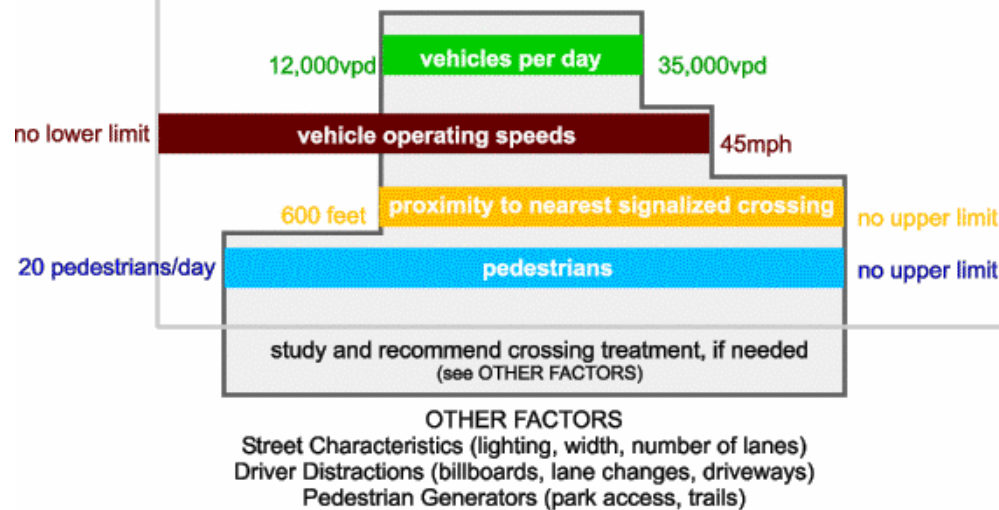 12,000vpd vehicles per day 35,000vpd
no lower limit vehicle operating speeds 45mph
600 feet proximity to nearest signalized crossing no upper limit
20 pedestrians/day pedestrians no upper limit
study and recommend crossing treatment, if needed
(see OTHER FACTORS)
OTHER FACTORS
Street Characteristics (lighting, width, number of lanes)
Driver Distractions (billboards, lane changes, driveways)
Pedestrian Generators (park access, trails)